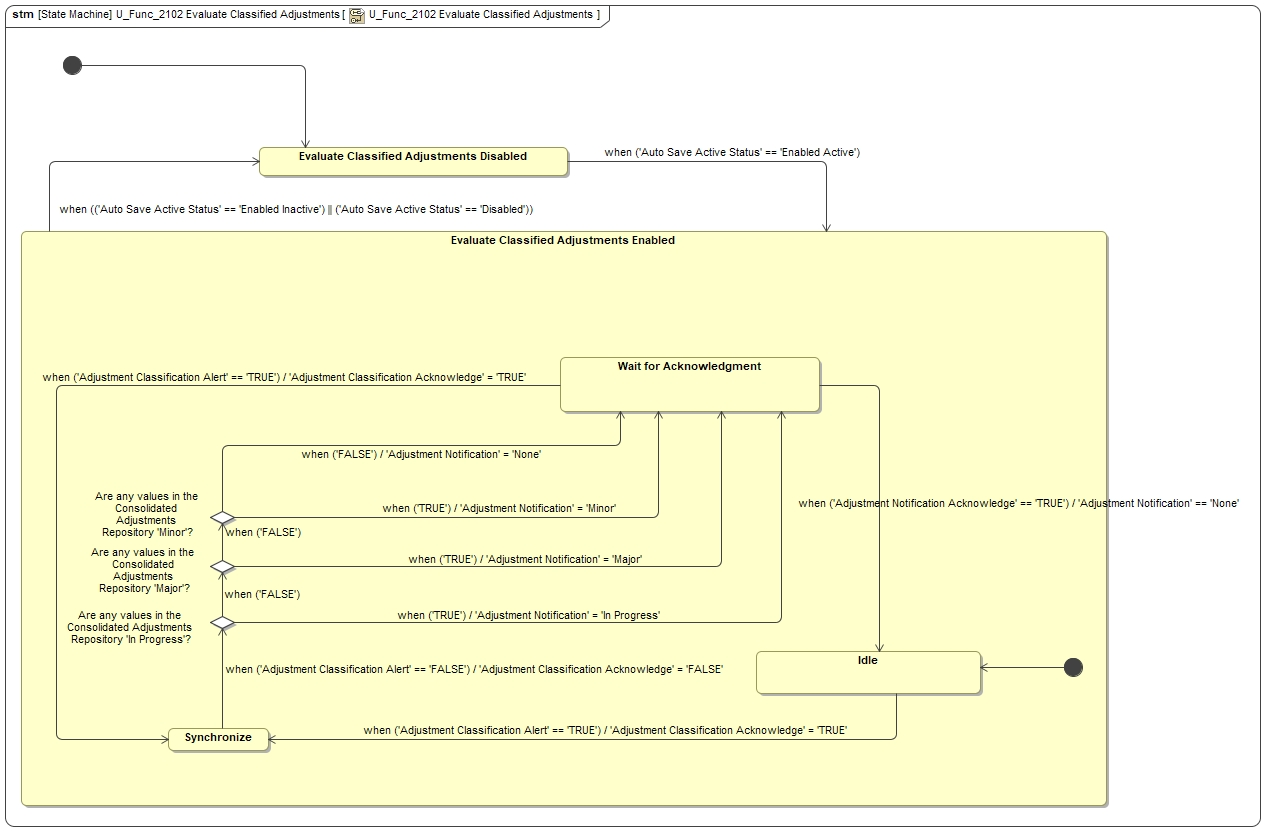 stm [State Machine] U_Func_2102 Evaluate Classified Adjustments [ U_Func_2102 Evaluate Classified Adjustments ]
Evaluate Classified Adjustments Disabled
when ('Auto Save Active Status' == 'Enabled Active')
when (('Auto Save Active Status' == 'Enabled Inactive') || ('Auto Save Active Status' == 'Disabled'))
Evaluate Classified Adjustments Enabled
Wait for Acknowledgment
when ('Adjustment Classification Alert' == 'TRUE') / 'Adjustment Classification Acknowledge' = 'TRUE'
when ('FALSE') / 'Adjustment Notification' = 'None'
Are any values in the
Consolidated
Adjustments
Repository 'Minor'?
when ('TRUE') / 'Adjustment Notification' = 'Minor'
when ('Adjustment Notification Acknowledge' == 'TRUE') / 'Adjustment Notification' == 'None'
when ('FALSE')
Are any values in the
Consolidated
Adjustments
Repository 'Major'?
when ('TRUE') / 'Adjustment Notification' = 'Major'
when ('FALSE')
Are any values in the
Consolidated Adjustments
Repository 'In Progress'?
when ('TRUE') / 'Adjustment Notification' = 'In Progress'
when ('Adjustment Classification Alert' == 'FALSE') / 'Adjustment Classification Acknowledge' = 'FALSE'
Idle
Synchronize
when ('Adjustment Classification Alert' == 'TRUE') / 'Adjustment Classification Acknowledge' = 'TRUE'